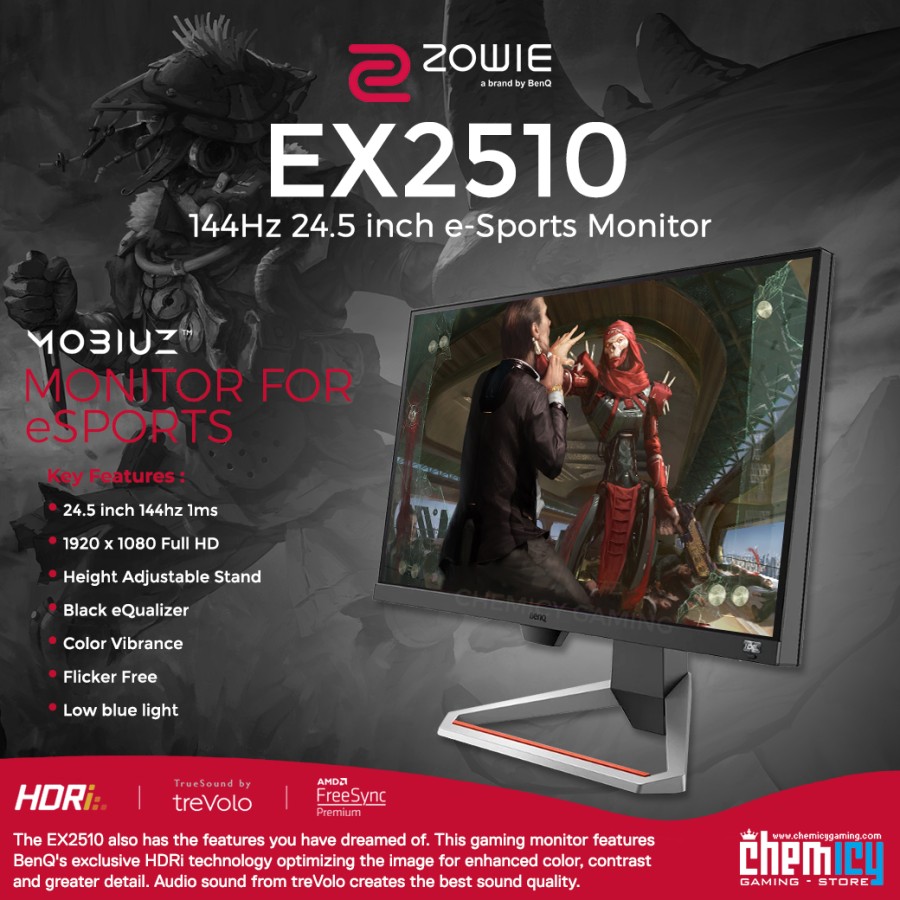 ZOWIE
a brand by BenQ
EX2510
144Hz 24.5 inch e-Sports Monitor
MOBIUZ™
MONITOR FOR
eSPORTS
Key Features :
24.5 inch 144hz 1ms
1920 x 1080 Full HD
Height Adjustable Stand
Black eQualizer
Color Vibrance
Flicker Free
Low blue light
CHEMICY GAMING
BenQ
HDRi
TrueSound by
treVolo
AMD
FreeSync
Premium
The EX2510 also has the features you have dreamed of. This gaming monitor features
BenQ's exclusive HDRi technology optimizing the image for enhanced color, contrast
and greater detail. Audio sound from treVolo creates the best sound quality.
www.chemicygaming.com
chemicy
GAMING - STORE